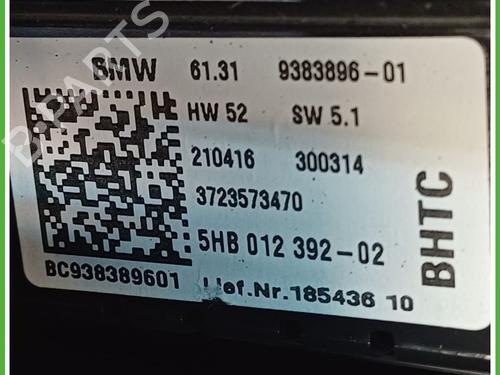 BMW 61.31 9383896-01
HW 52 SW 5.1
210416 300314
3723573470
5HB 012 392-02
BC938389601 Lief.Nr.185436 10
BHTC
B-PARTS